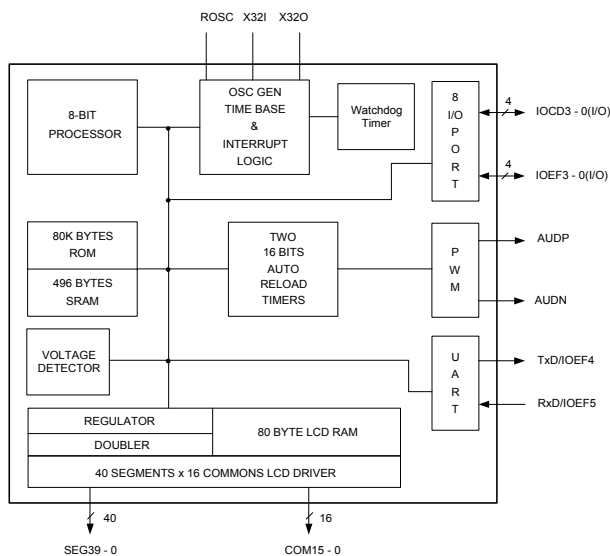 ROSC X32I X32O
8-BIT
PROCESSOR
OSC GEN
TIME BASE
&
INTERRUPT
LOGIC
Watchdog
Timer
8
I/O
P
O
R
T
4
IOCD3 - 0(I/O)
4
IOEF3 - 0(I/O)
80K BYTES
ROM
496 BYTES
SRAM
TWO
16 BITS
AUTO
RELOAD
TIMERS
P
W
M
AUDP
AUDN
VOLTAGE
DETECTOR
U
A
R
T
TxD/IOEF4
RxD/IOEF5
REGULATOR
DOUBLER
80 BYTE LCD RAM
40 SEGMENTS x 16 COMMONS LCD DRIVER
40
16
SEG39 - 0
COM15 - 0